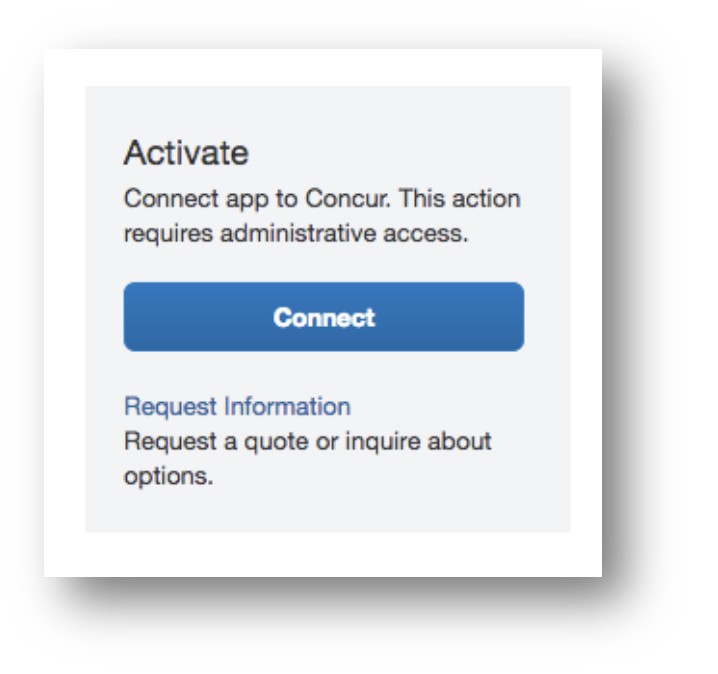 Activate
Connect app to Concur. This action
requires administrative access.
Connect
Request Information
Request a quote or inquire about
options.